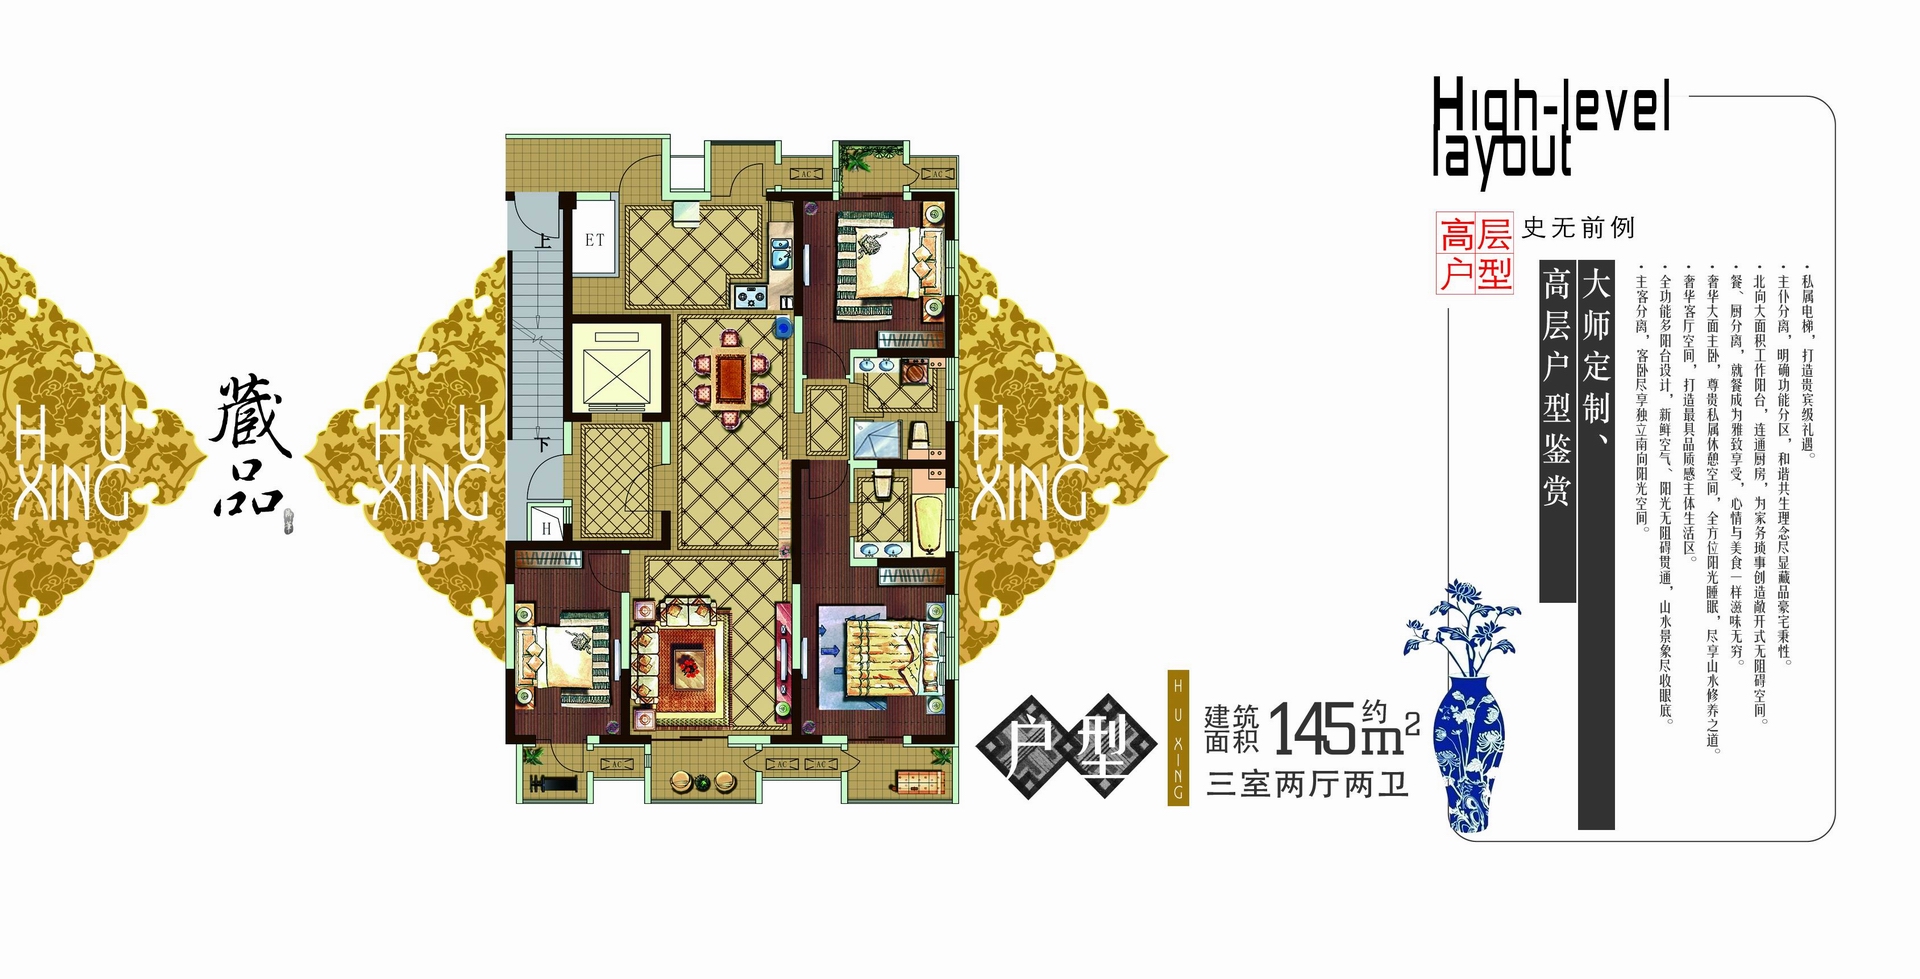 H U
XING
藏品
H U
XING
ET
上
下
H
AC
AC
AC
AC
AC
H U
XING
户型
HU XING
建筑面积 145 约 m²
三室两厅两卫
High-level
layout
高层户型
史无前例
大师定制、
高层户型鉴赏
·私属电梯，打造贵宾级礼遇。
·主仆分离，明确功能分区，和谐共生理念尽显藏品豪宅秉性。
·北向大面积工作阳台，连通厨房，为家务琐事创造敞开式无阻碍空间。
·餐、厨分离，就餐成为雅致享受，心情与美食一样滋味无穷。
·奢华大面主卧，尊贵私属休憩空间，全方位阳光睡眠，尽享山水修养之道。
·奢华客厅空间，打造最具品质感主体生活区。
·全功能多阳台设计，新鲜空气、阳光无阻碍贯通，山水景象尽收眼底。
·主客分离，客卧尽享独立南向阳光空间。